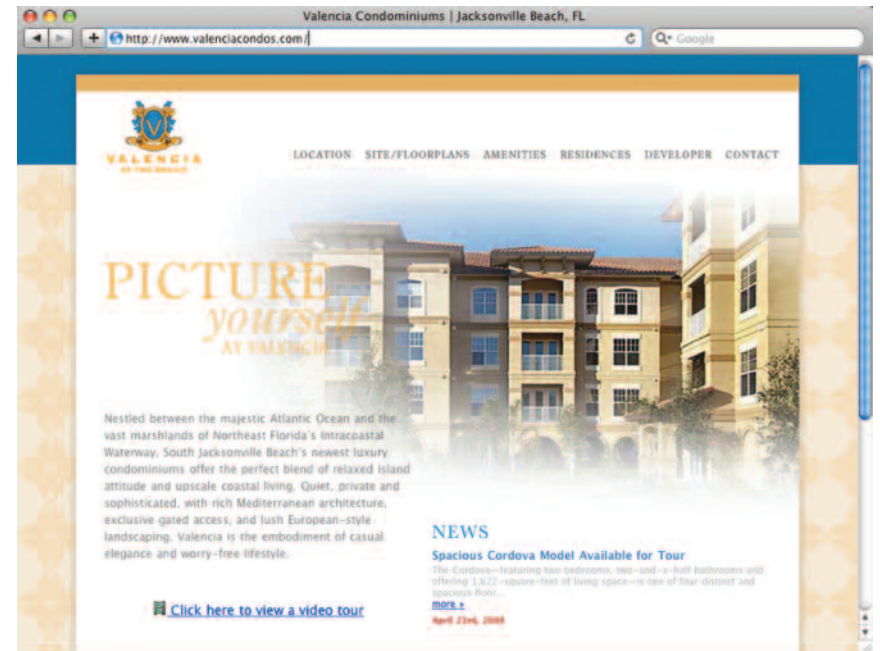 Valencia Condominiums | Jacksonville Beach, FL
http://www.valenciacondos.com/
Google
V
VALENCIA
AT THE BEACH
LOCATION SITE/FLOORPLANS AMENITIES RESIDENCES DEVELOPER CONTACT
PICTURE
yourself
AT VALENCIA
Nestled between the majestic Atlantic Ocean and the
vast marshlands of Northeast Florida's Intracoastal
Waterway, South Jacksonville Beach's newest luxury
condominiums offer the perfect blend of relaxed island
attitude and upscale coastal living. Quiet, private and
sophisticated, with rich Mediterranean architecture,
exclusive gated access, and lush European-style
landscaping, Valencia is the embodiment of casual
elegance and worry-free lifestyle.
Click here to view a video tour
NEWS
Spacious Cordova Model Available for Tour
The Cordova—featuring two bedrooms, two-and-a-half bathrooms and
offering 1,622-square-feet of living space—is one of four distinct and
spacious floor...
more »
April 23rd, 2008